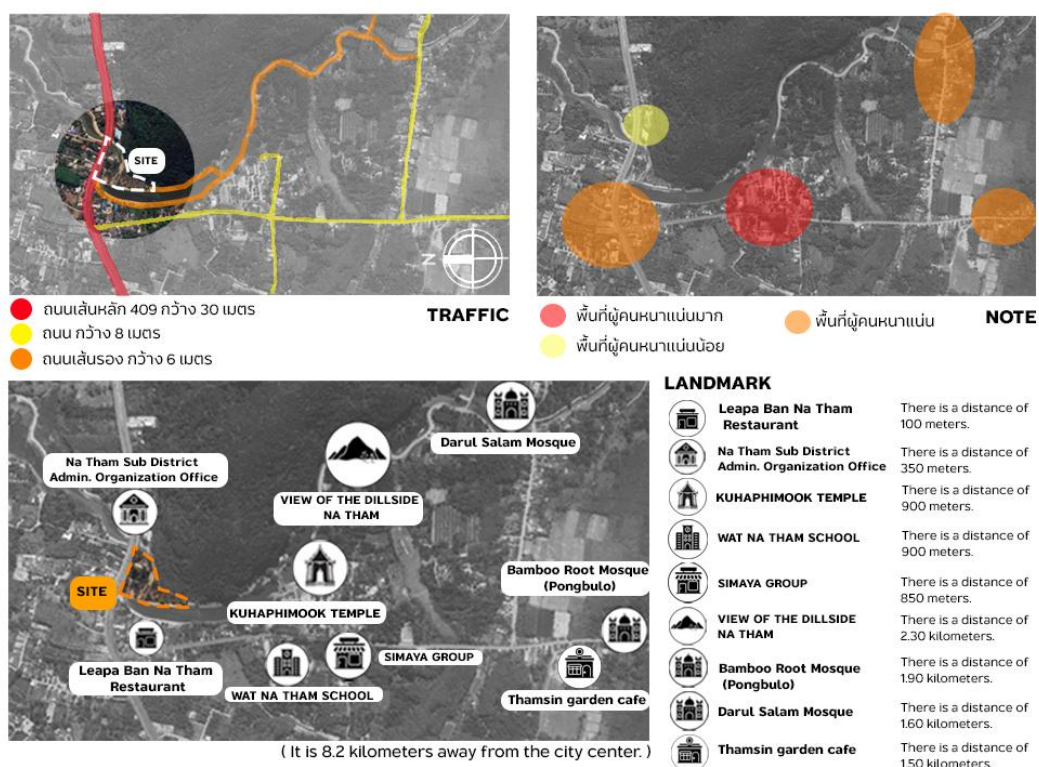 SITE
N
ถนนเส้นหลัก 409 กว้าง 30 เมตร
TRAFFIC
ถนน กว้าง 8 เมตร
ถนนเส้นรอง กว้าง 6 เมตร
พื้นที่ผู้คนหนาแน่นมาก
พื้นที่ผู้คนหนาแน่น
NOTE
พื้นที่ผู้คนหนาแน่นน้อย
Darul Salam Mosque
Na Tham Sub District
Admin. Organization Office
VIEW OF THE DILLSIDE
NA THAM
Bamboo Root Mosque
(Pongbulo)
SITE
KUHAPHIMOOK TEMPLE
SIMAYA GROUP
Leapa Ban Na Tham
Restaurant
WAT NA THAM SCHOOL
Thamsin garden cafe
( It is 8.2 kilometers away from the city center. )
LANDMARK
Leapa Ban Na Tham
Restaurant
There is a distance of
100 meters.
Na Tham Sub District
Admin. Organization Office
There is a distance of
350 meters.
KUHAPHIMOOK TEMPLE
There is a distance of
900 meters.
WAT NA THAM SCHOOL
There is a distance of
900 meters.
SIMAYA GROUP
There is a distance of
850 meters.
VIEW OF THE DILLSIDE
NA THAM
There is a distance of
2.30 kilometers.
Bamboo Root Mosque
(Pongbulo)
There is a distance of
1.90 kilometers.
Darul Salam Mosque
There is a distance of
1.60 kilometers.
Thamsin garden cafe
There is a distance of
1.50 kilometers.